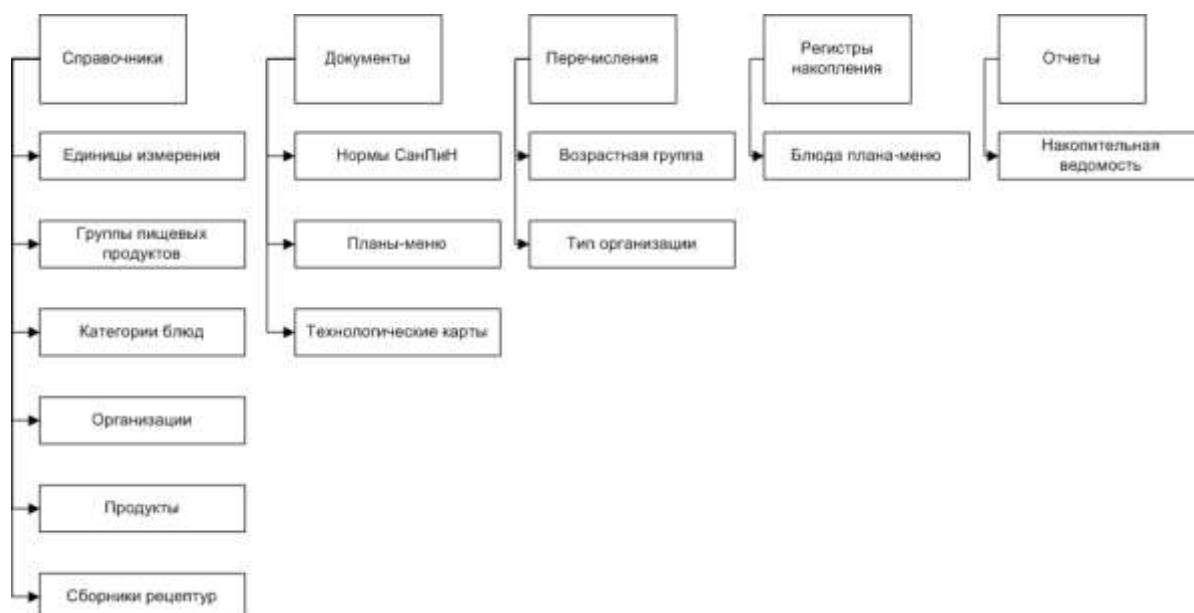 Справочники
Единицы измерения
Группы пищевых
продуктов
Категории блюд
Организации
Продукты
Сборники рецептур
Документы
Нормы СанПиН
Планы-меню
Технологические карты
Перечисления
Возрастная группа
Тип организации
Регистры
накопления
Блюда плана-меню
Отчеты
Накопительная
ведомость